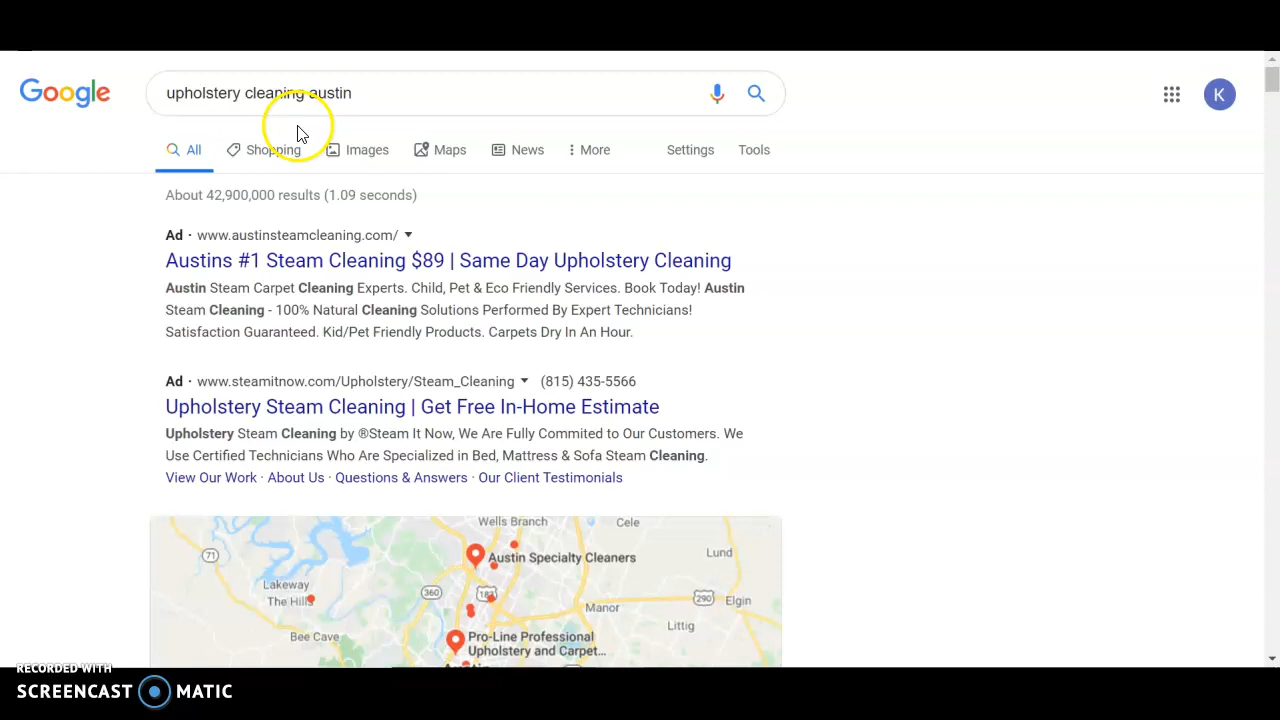 Google
upholstery cleaning austin
K
All
Shopping
Images
Maps
News
More
Settings
Tools
About 42,900,000 results (1.09 seconds)
Ad · www.austinsteamcleaning.com/
Austins #1 Steam Cleaning $89 | Same Day Upholstery Cleaning
Austin Steam Carpet Cleaning Experts. Child, Pet & Eco Friendly Services. Book Today! Austin
Steam Cleaning - 100% Natural Cleaning Solutions Performed By Expert Technicians!
Satisfaction Guaranteed. Kid/Pet Friendly Products. Carpets Dry In An Hour.
Ad · www.steamitnow.com/Upholstery/Steam_Cleaning (815) 435-5566
Upholstery Steam Cleaning | Get Free In-Home Estimate
Upholstery Steam Cleaning by ®Steam It Now, We Are Fully Commited to Our Customers. We
Use Certified Technicians Who Are Specialized in Bed, Mattress & Sofa Steam Cleaning.
View Our Work · About Us · Questions & Answers · Our Client Testimonials
Wells Branch
Cele
71
Austin Specialty Cleaners
Lund
Lakeway
The Hills
360
183
Manor
290
Elgin
Littig
Bee Cave
Pro-Line Professional
Upholstery and Carpet...
Austin
RECORDED WITH
SCREENCAST MATIC